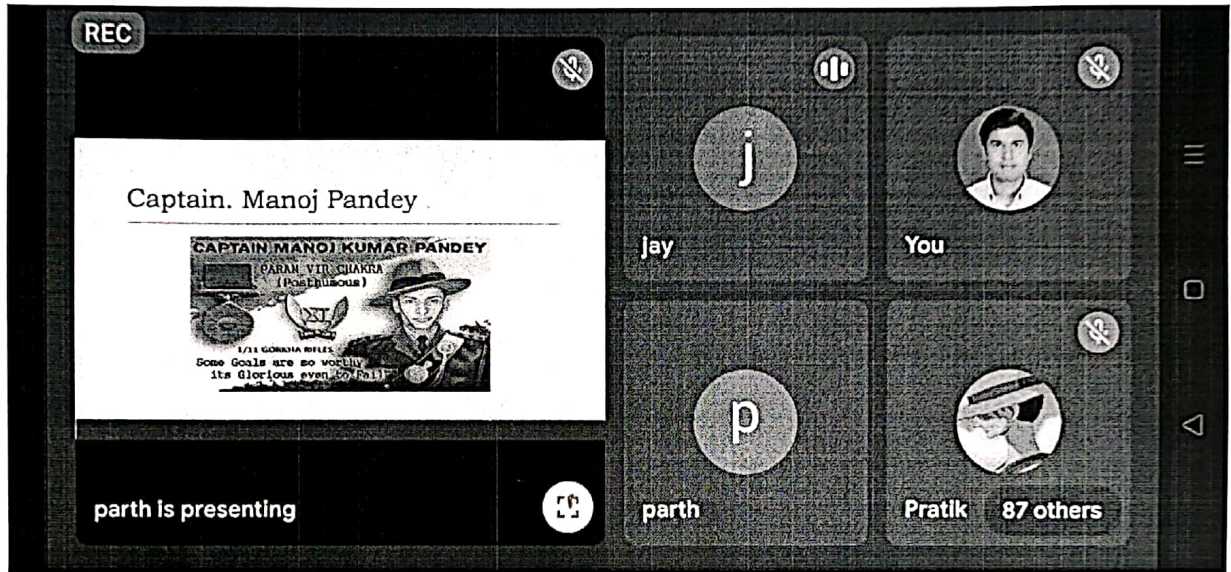 REC
Captain. Manoj Pandey
CAPTAIN MANOJ KUMAR PANDEY
PARAM VIR CHAKRA
(Posthumous)
1/11 GORKHA RIFLES
Some Goals are so worthy
its Glorious even to Fail
parth is presenting
j
jay
You
p
parth
Pratik
87 others